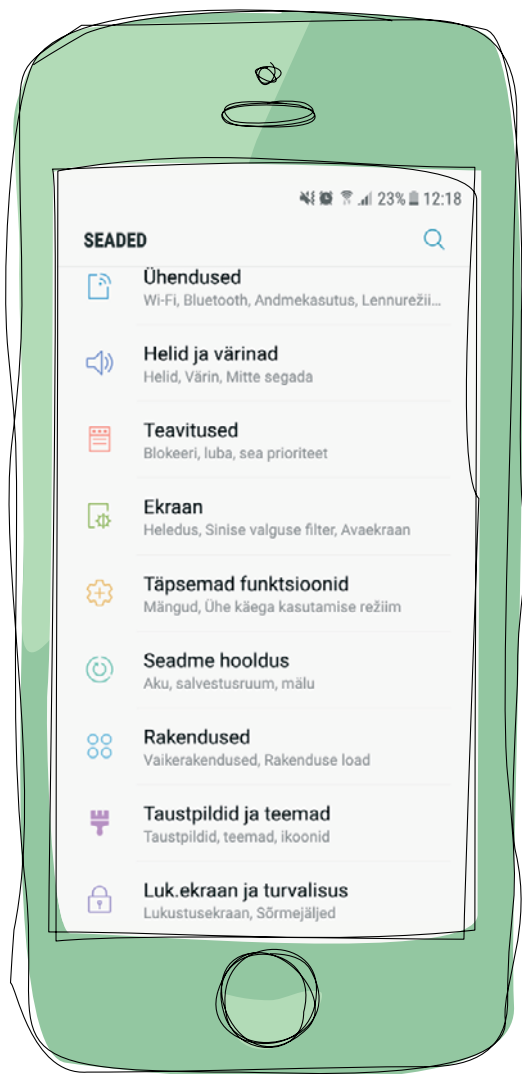 23% 12:18
SEADED
Ühendused
Wi-Fi, Bluetooth, Andmekasutus, Lennurežii...
Helid ja värinad
Helid, Värin, Mitte segada
Teavitused
Blokeeri, luba, sea prioriteet
Ekraan
Heledus, Sinise valguse filter, Avaekraan
Täpsemad funktsioonid
Mängud, Ühe käega kasutamise režiim
Seadme hooldus
Aku, salvestusruum, mälu
Rakendused
Vaikerakendused, Rakenduse load
Taustpildid ja teemad
Taustpildid, teemad, ikoonid
Luk.ekraan ja turvalisus
Lukustusekraan, Sõrmejäljed